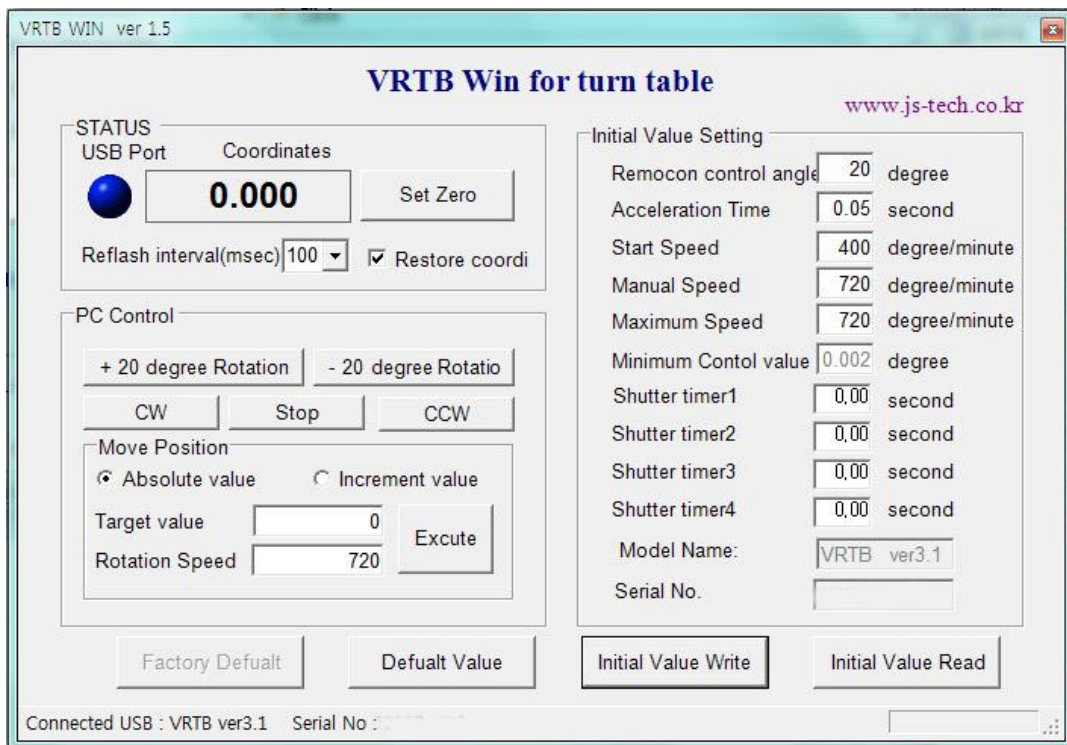 VRTB WIN ver 1.5
VRTB Win for turn table
www.js-tech.co.kr
STATUS
USB Port Coordinates
0.000
Set Zero
Reflash interval(msec) 100
Restore coordi
PC Control
+ 20 degree Rotation
- 20 degree Rotatio
CW
Stop
CCW
Move Position
Absolute value
Increment value
Target value 0
Rotation Speed 720
Excute
Initial Value Setting
Remocon control angle 20 degree
Acceleration Time 0.05 second
Start Speed 400 degree/minute
Manual Speed 720 degree/minute
Maximum Speed 720 degree/minute
Minimum Contol value 0.002 degree
Shutter timer1 0,00 second
Shutter timer2 0,00 second
Shutter timer3 0,00 second
Shutter timer4 0,00 second
Model Name: VRTB ver3.1
Serial No.
Factory Defualt
Defualt Value
Initial Value Write
Initial Value Read
Connected USB : VRTB ver3.1 Serial No :